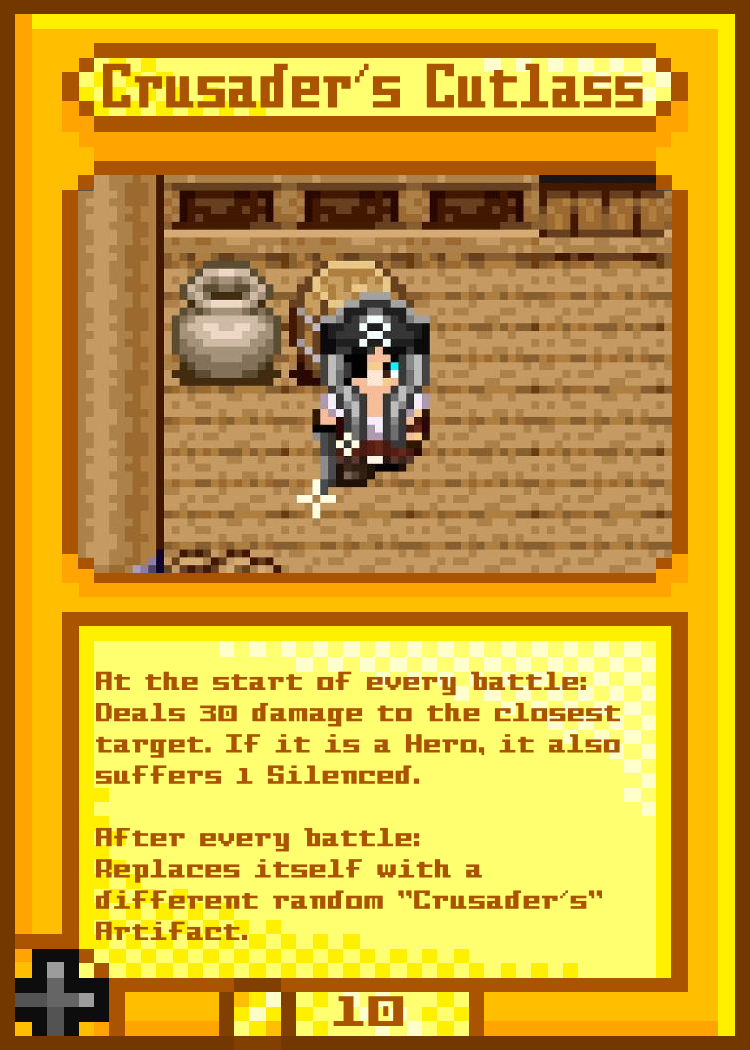 Crusader's Cutlass
At the start of every battle:
Deals 30 damage to the closest
target. If it is a Hero, it also
suffers 1 Silenced.
After every battle:
Replaces itself with a
different random "Crusader's"
Artifact.
10